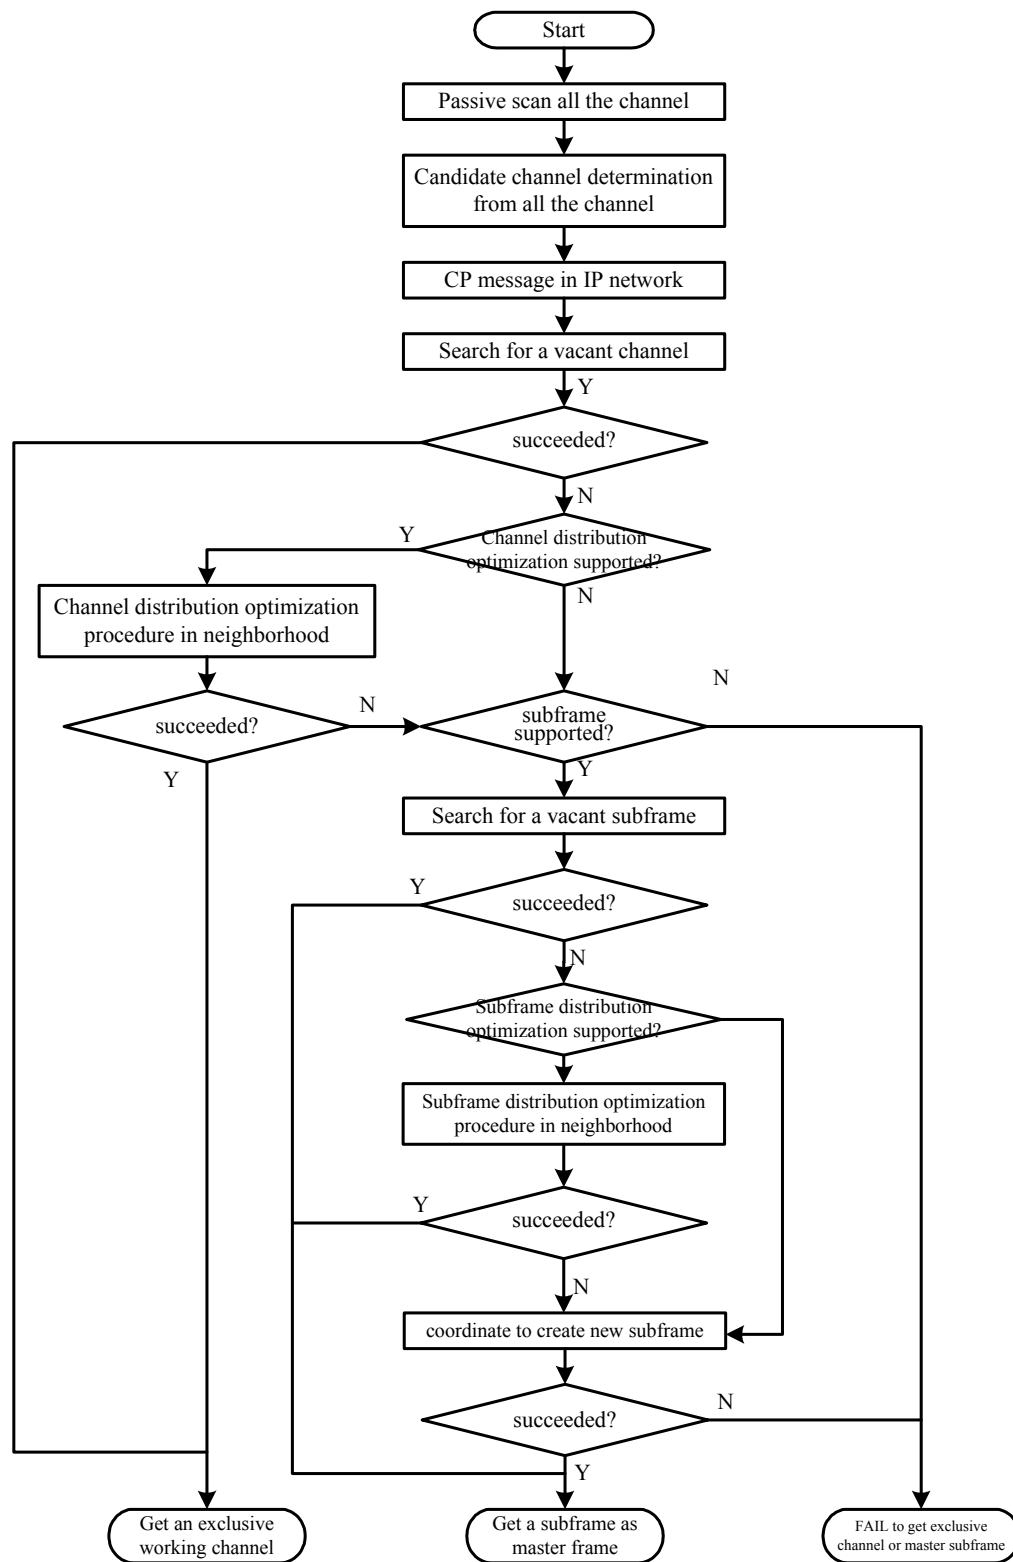 Start
Passive scan all the channel
Candidate channel determination
from all the channel
CP message in IP network
Search for a vacant channel
Y
succeeded?
N
Y
Channel distribution
optimization supported?
N
Channel distribution optimization
procedure in neighborhood
N
succeeded?
N
subframe
supported?
Y
Y
Search for a vacant subframe
Y
succeeded?
N
Subframe distribution
optimization supported?
Subframe distribution optimization
procedure in neighborhood
Y
succeeded?
N
coordinate to create new subframe
N
succeeded?
Y
Get an exclusive
working channel
Get a subframe as
master frame
FAIL to get exclusive
channel or master subframe